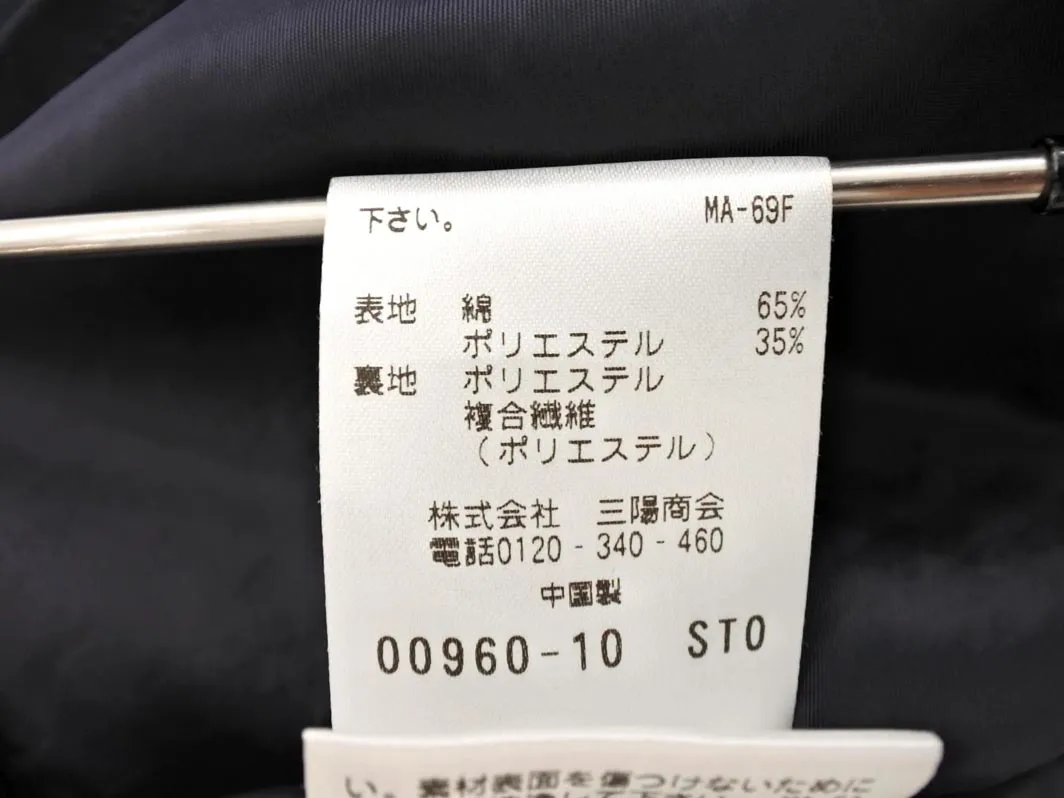 下さい。 MA-69F
表地 綿 65%
ポリエステル 35%
裏地 ポリエステル
複合繊維
(ポリエステル)
株式会社 三陽商会
電話0120-340-460
中国製
00960-10 STO
い。素材表面を傷つけないために